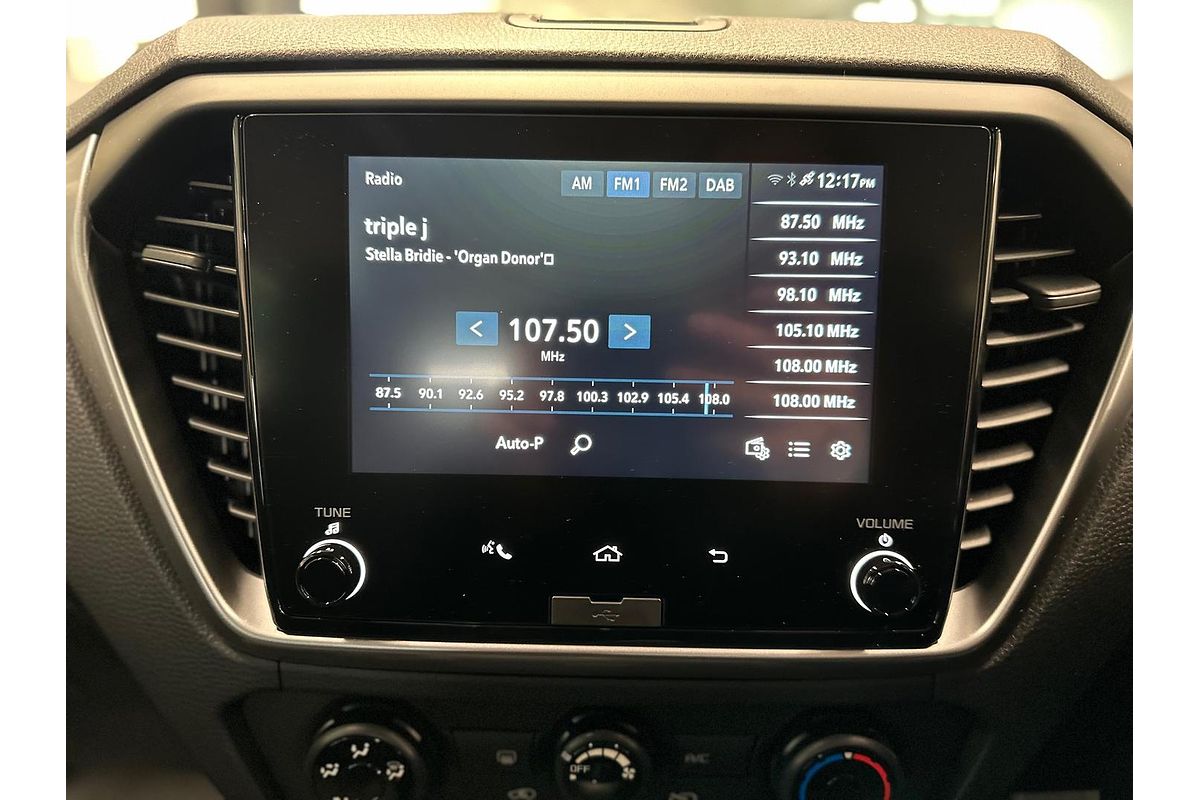 Radio
AM FM1 FM2 DAB
12:17PM
triple j
Stella Bridie - 'Organ Donor'
87.50 MHz
93.10 MHz
98.10 MHz
105.10 MHz
108.00 MHz
108.00 MHz
< 107.50 >
MHz
87.5 90.1 92.6 95.2 97.8 100.3 102.9 105.4 108.0
Auto-P
TUNE
VOLUME
OFF
A/C